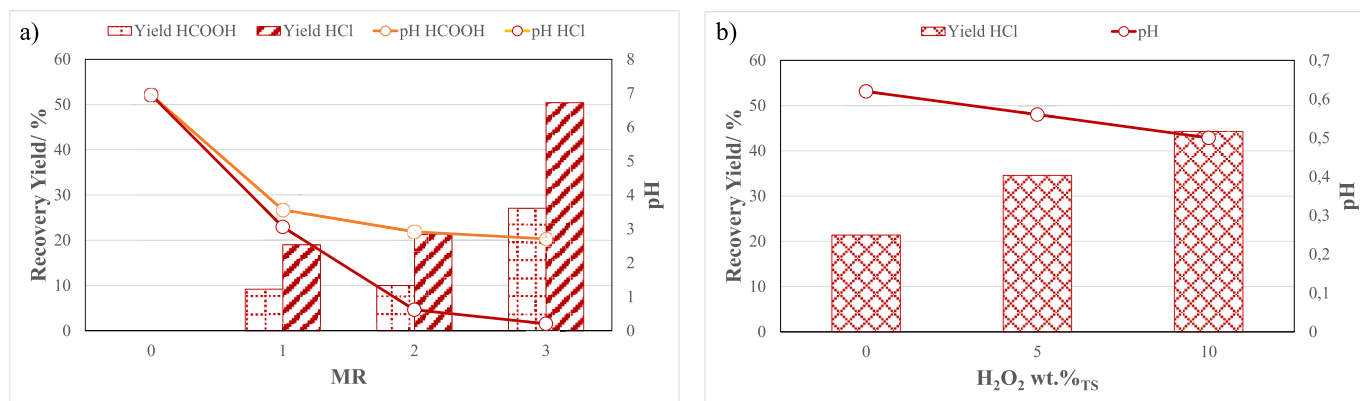 a)
Yield HCOOH Yield HCl pH HCOOH pH HCl
60
50
40
30
20
10
0
Recovery Yield/ %
8
7
6
5
4
3
2
1
0
pH
0 1 2 3
MR
b)
Yield HCl pH
60
50
40
30
20
10
0
Recovery Yield/ %
0,7
0,6
0,5
0,4
0,3
0,2
0,1
0
pH
0 5 10
H₂O₂ wt.%TS